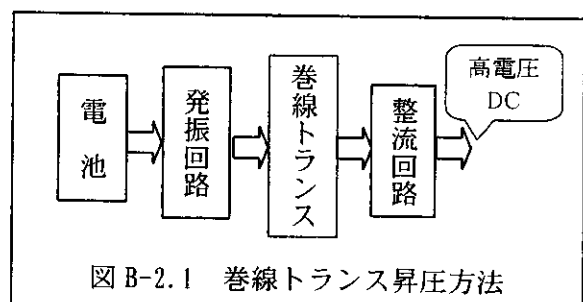 電池
発振回路
巻線トランス
整流回路
高電圧
DC
図 B-2.1 巻線トランス昇圧方法